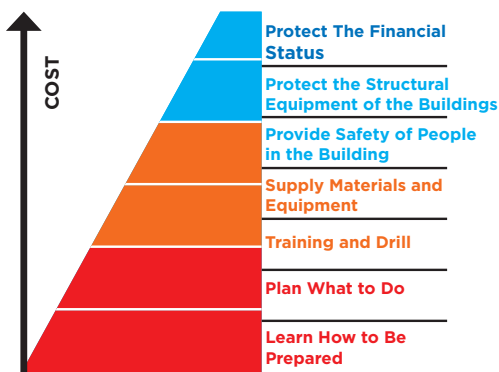 COST
Protect The Financial
Status
Protect the Structural
Equipment of the Buildings
Provide Safety of People
in the Building
Supply Materials and
Equipment
Training and Drill
Plan What to Do
Learn How to Be
Prepared